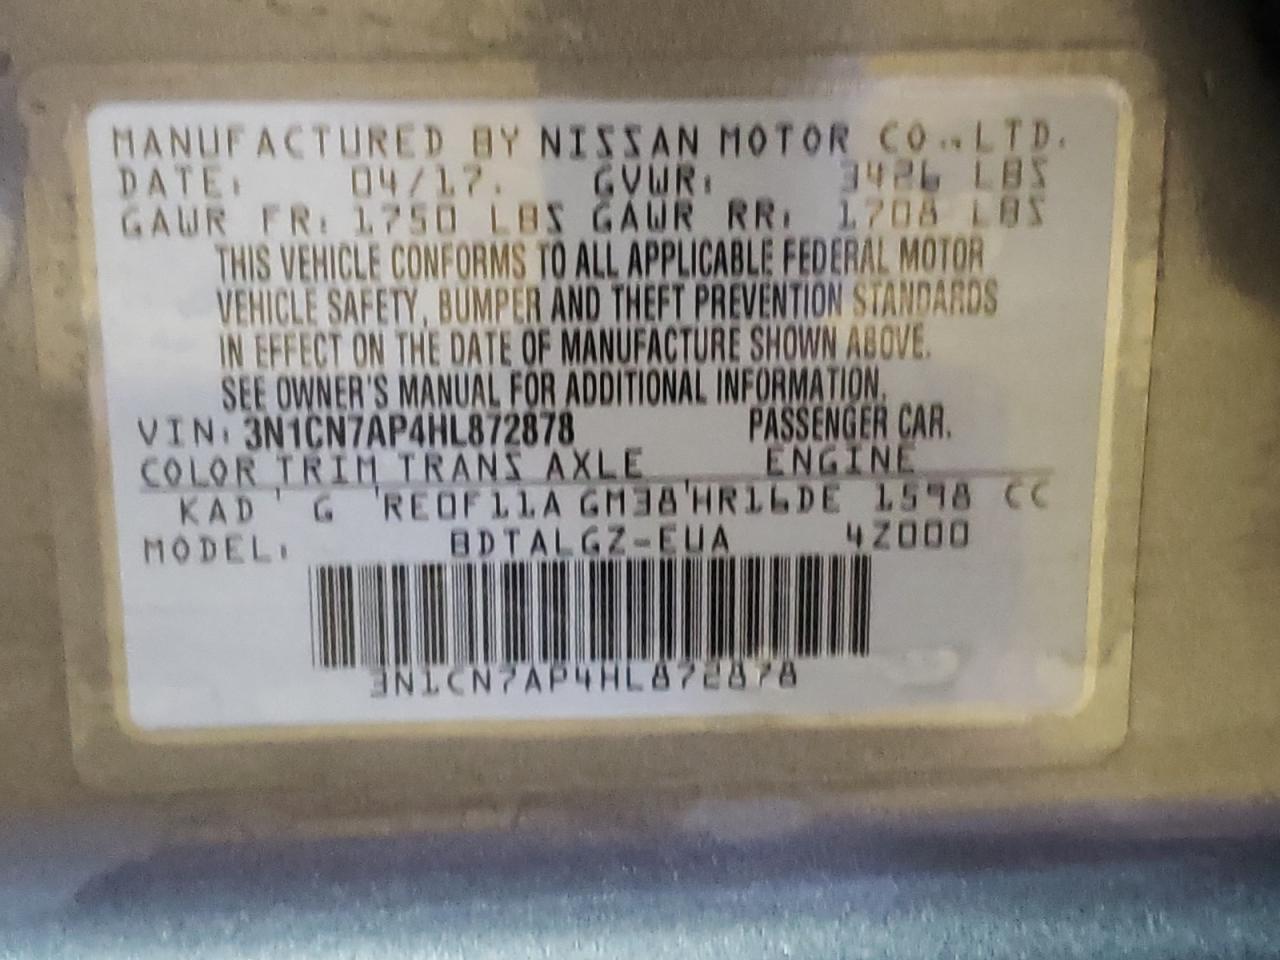 MANUFACTURED BY NISSAN MOTOR CO.,LTD.
DATE: 04/17. GVWR: 3426 LBS
GAWR FR: 1750 LBS GAWR RR: 1708 LBS
THIS VEHICLE CONFORMS TO ALL APPLICABLE FEDERAL MOTOR
VEHICLE SAFETY, BUMPER AND THEFT PREVENTION STANDARDS
IN EFFECT ON THE DATE OF MANUFACTURE SHOWN ABOVE.
SEE OWNER'S MANUAL FOR ADDITIONAL INFORMATION.
VIN: 3N1CN7AP4HL872878 PASSENGER CAR.
COLOR TRIM TRANS AXLE ENGINE
KAD ' G 'RE0F11A GM38'HR16DE 1598 CC
MODEL: BDTALGZ-EUA 4Z000
3N1CN7AP4HL872878